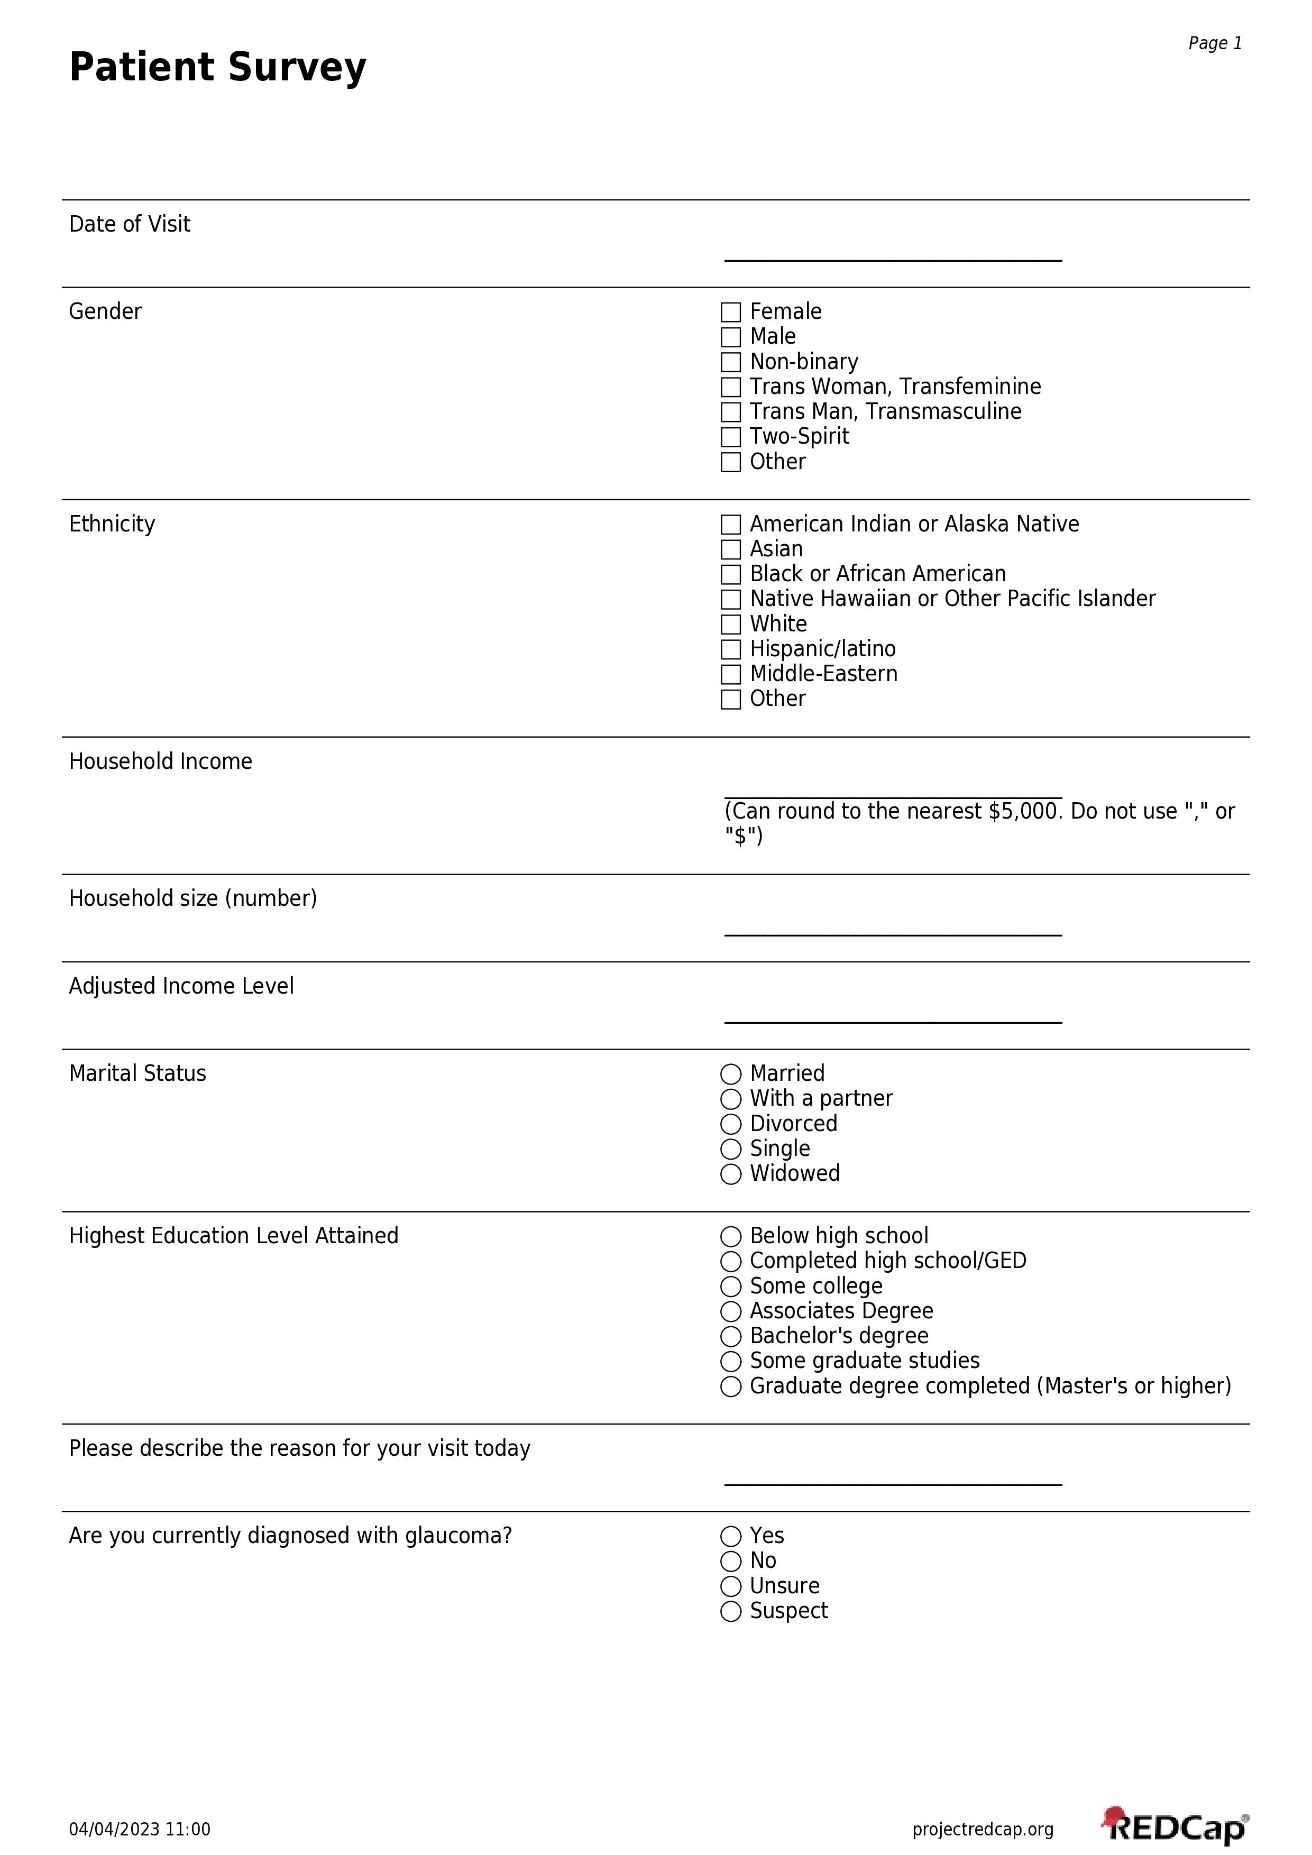 Page 1
Patient Survey
Date of Visit
Gender
Female
Male
Non-binary
Trans Woman, Transfeminine
Trans Man, Transmasculine
Two-Spirit
Other
Ethnicity
American Indian or Alaska Native
Asian
Black or African American
Native Hawaiian or Other Pacific Islander
White
Hispanic/latino
Middle-Eastern
Other
Household Income
(Can round to the nearest $5,000. Do not use "," or
"$")
Household size (number)
Adjusted Income Level
Marital Status
Married
With a partner
Divorced
Single
Widowed
Highest Education Level Attained
Below high school
Completed high school/GED
Some college
Associates Degree
Bachelor's degree
Some graduate studies
Graduate degree completed (Master's or higher)
Please describe the reason for your visit today
Are you currently diagnosed with glaucoma?
Yes
No
Unsure
Suspect
04/04/2023 11:00
projectredcap.org
REDCap®